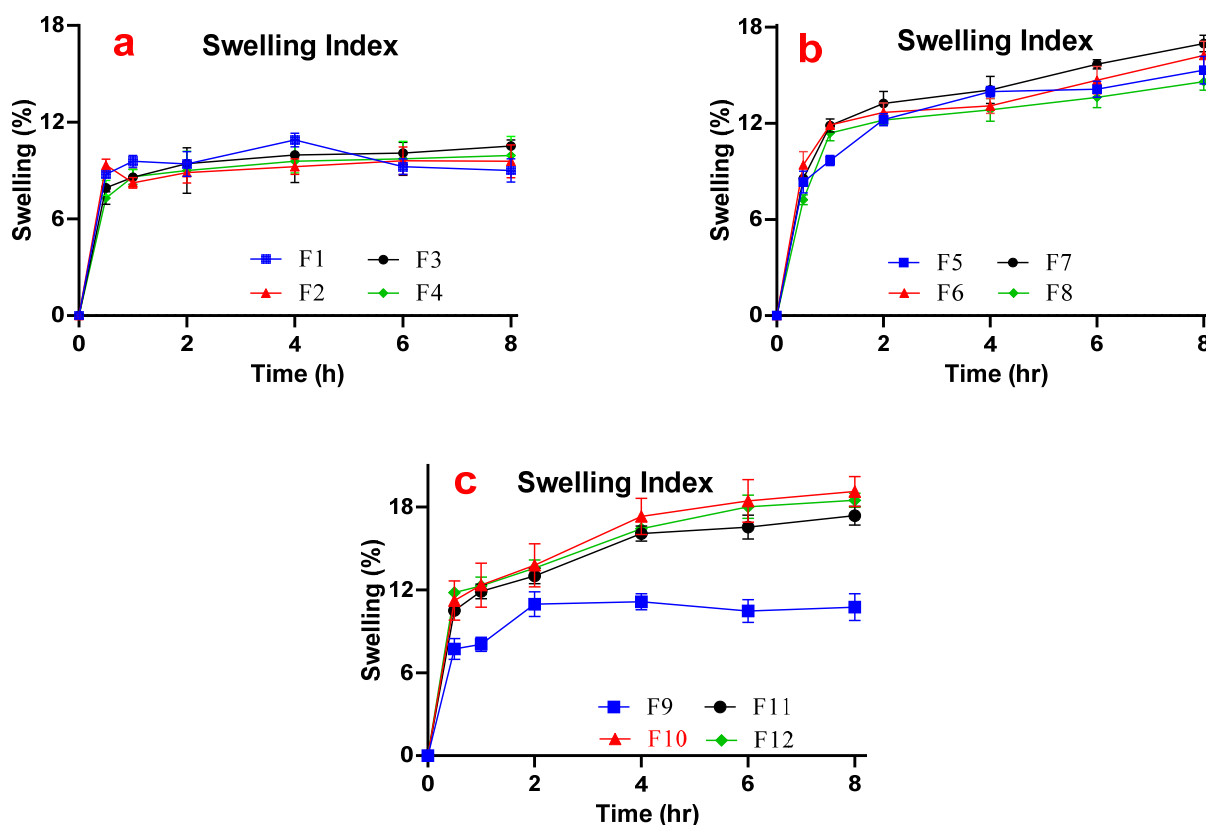 a
Swelling Index
Swelling (%)
18
12
6
0
F1
F3
F2
F4
0 2 4 6 8
Time (h)
b
Swelling Index
Swelling (%)
18
12
6
0
F5
F7
F6
F8
0 2 4 6 8
Time (hr)
c
Swelling Index
Swelling (%)
18
12
6
0
F9
F11
F10
F12
0 2 4 6 8
Time (hr)